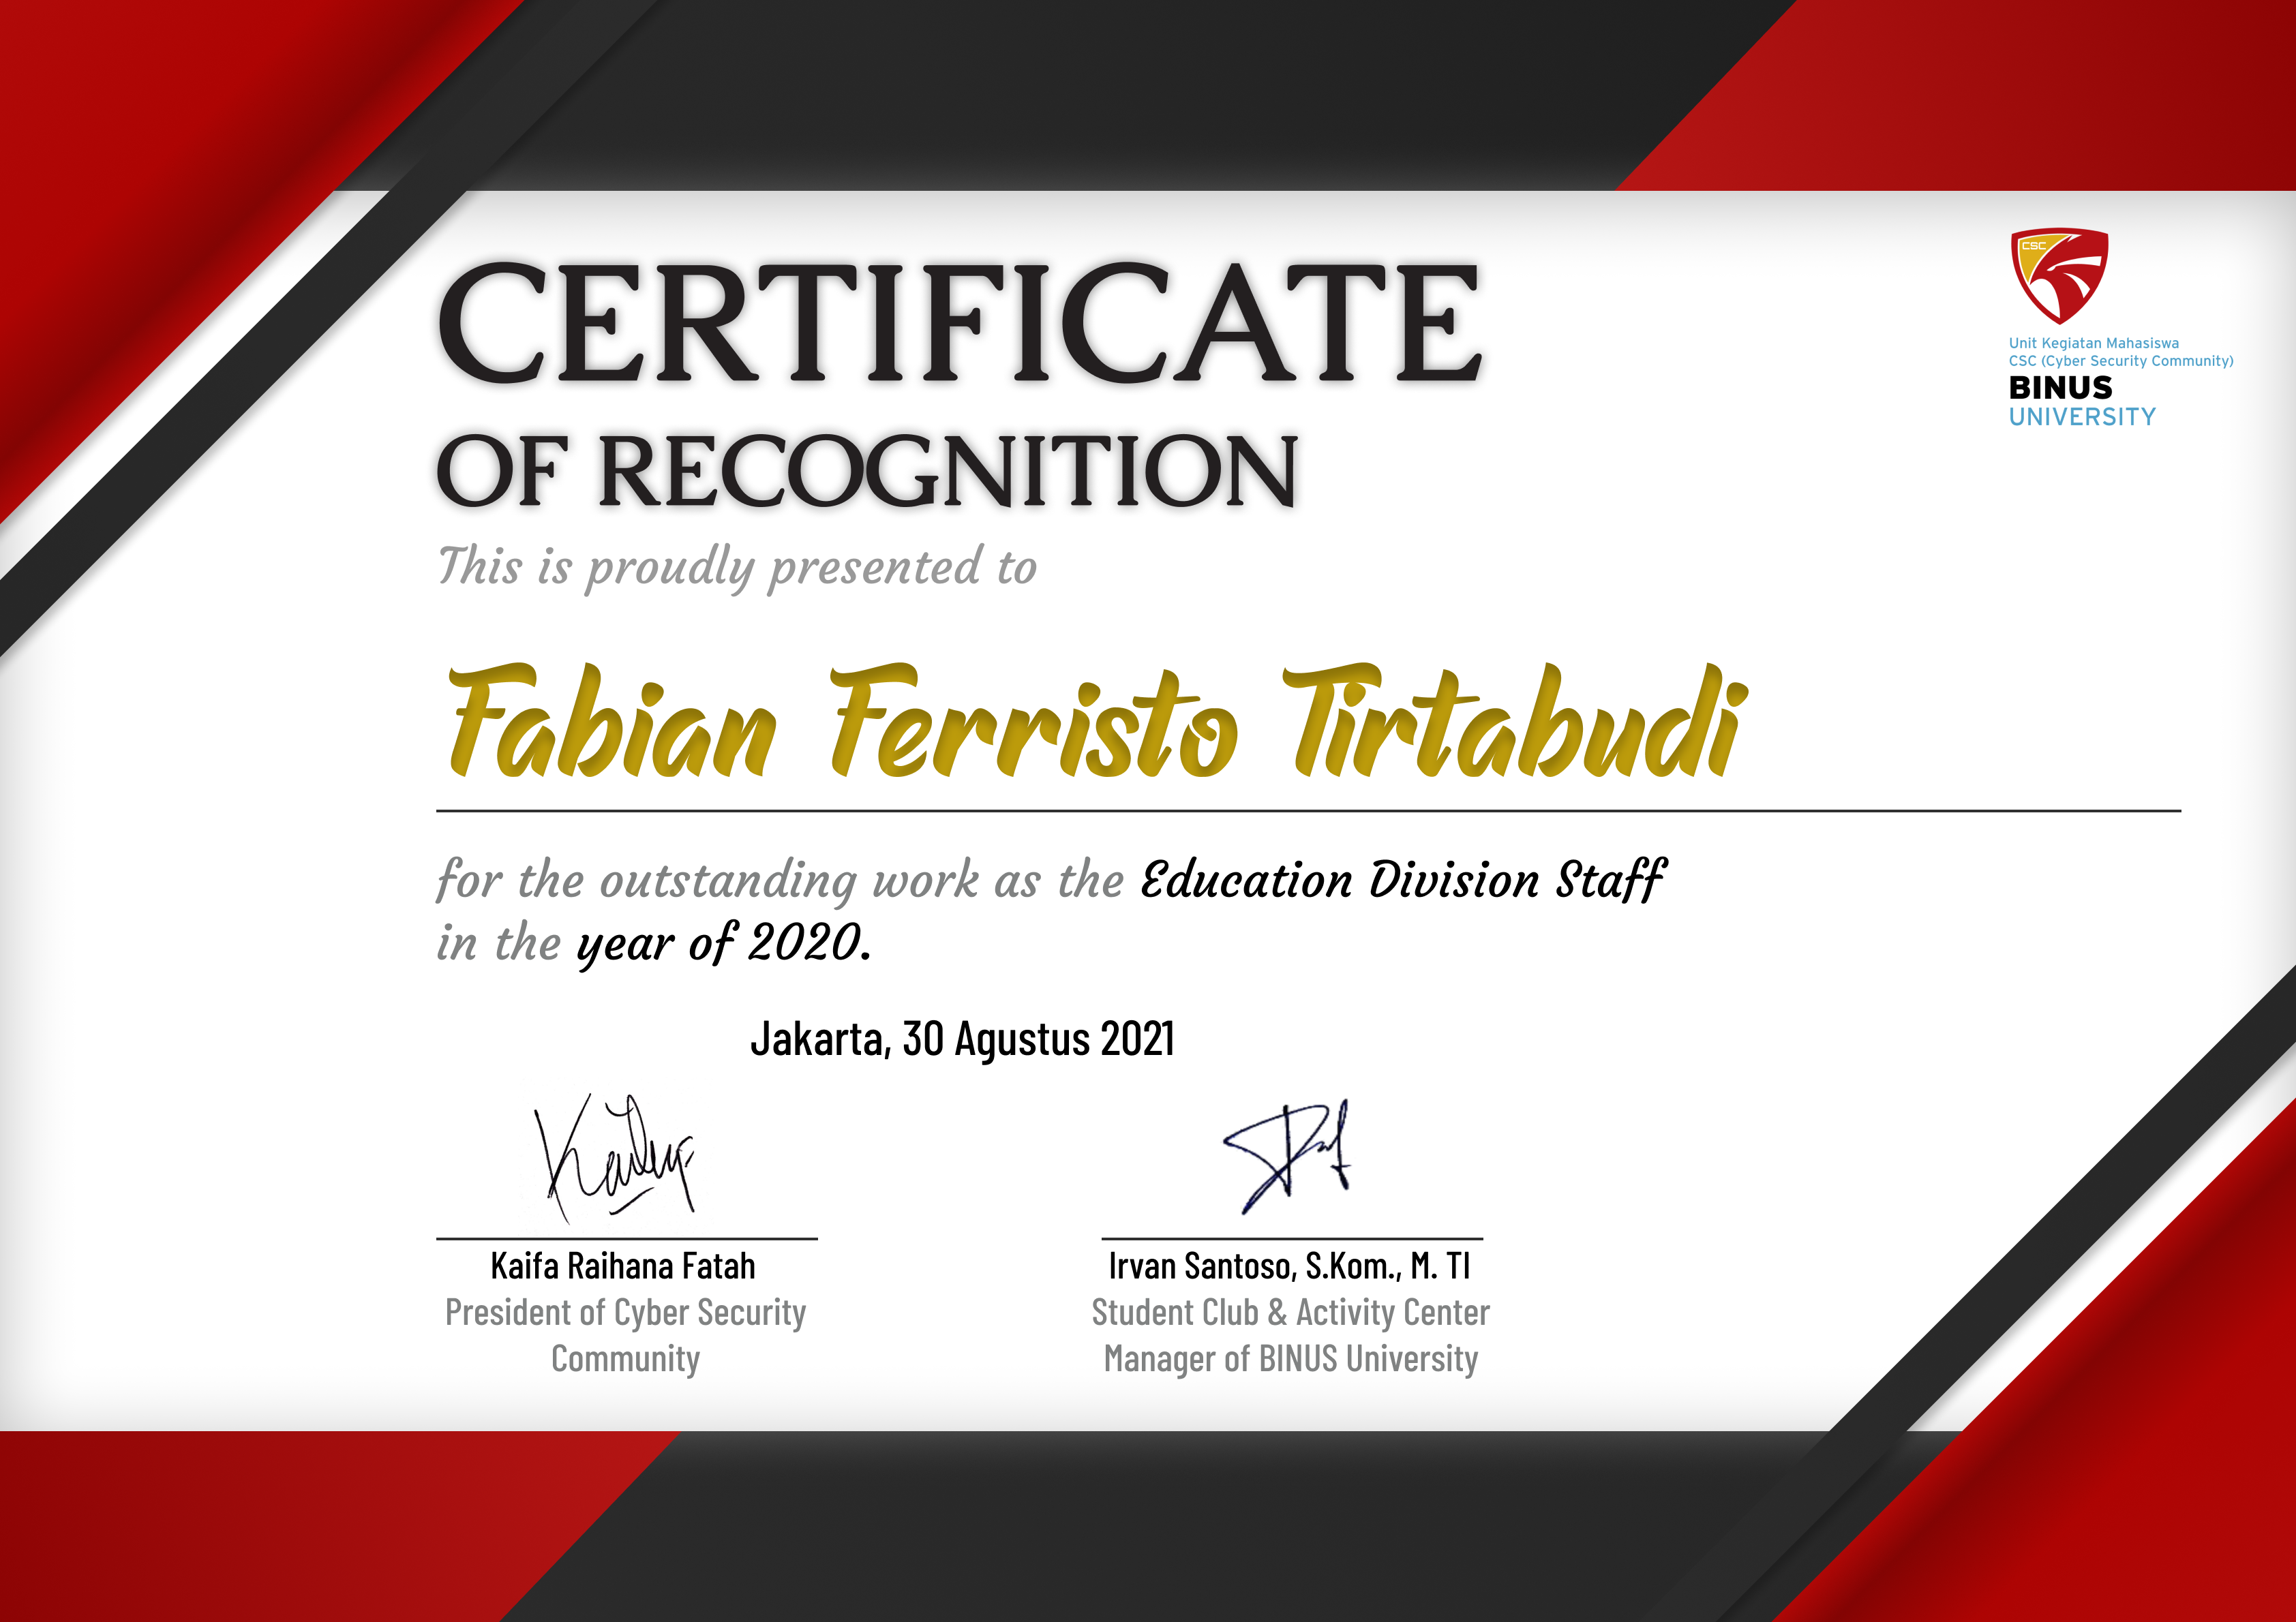 CSC
Unit Kegiatan Mahasiswa
CSC (Cyber Security Community)
BINUS
UNIVERSITY
CERTIFICATE
OF RECOGNITION
This is proudly presented to
Fabian Ferristo Tirtabudi
for the outstanding work as the Education Division Staff
in the year of 2020.
Jakarta, 30 Agustus 2021
Kaifa Raihana Fatah
President of Cyber Security
Community
Irvan Santoso, S.Kom., M. TI
Student Club & Activity Center
Manager of BINUS University